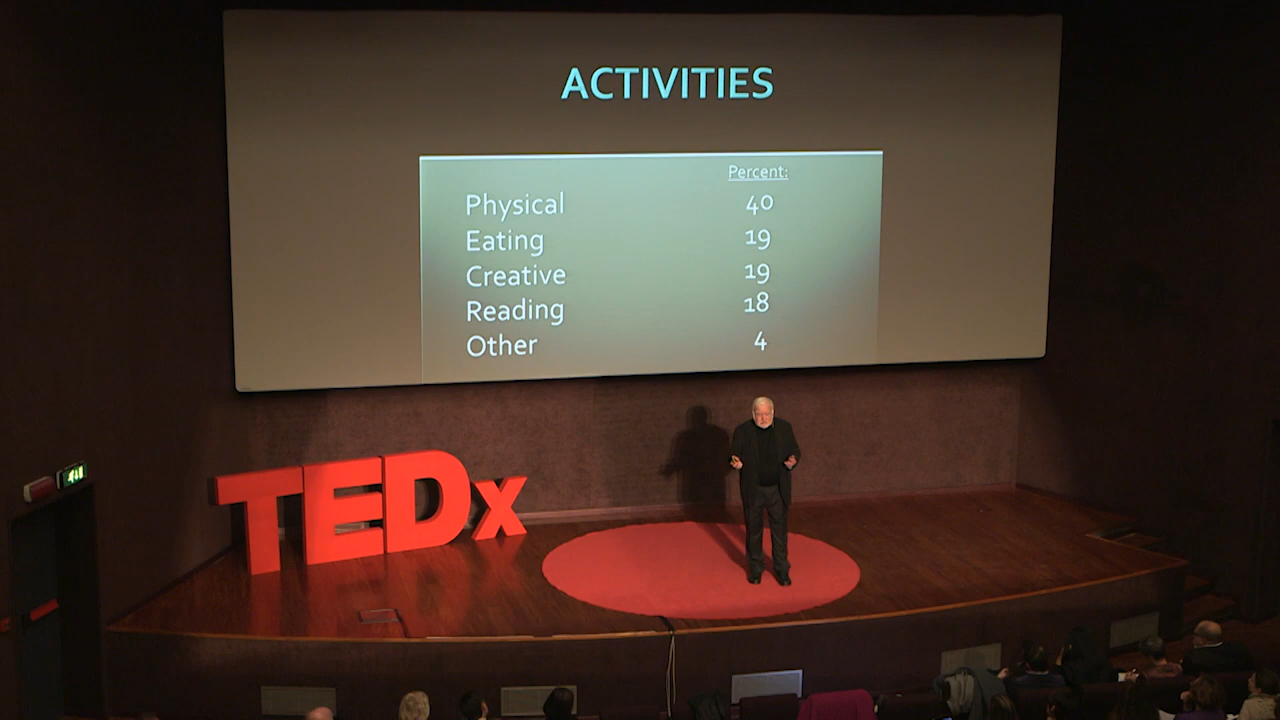 ACTIVITIES
Percent:
Physical 40
Eating 19
Creative 19
Reading 18
Other 4
TEDx